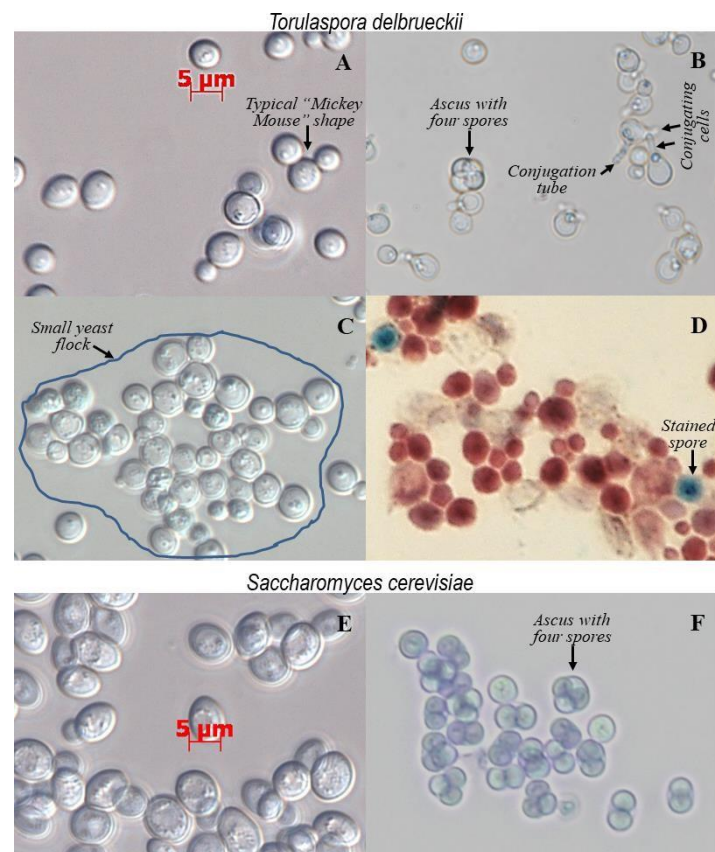 Torulaspora delbrueckii
A
5 µm
Typical “Mickey
Mouse” shape
B
Ascus with
four spores
Conjugating
cells
Conjugation
tube
C
Small yeast
flock
D
Stained
spore
Saccharomyces cerevisiae
E
5 µm
F
Ascus with
four spores